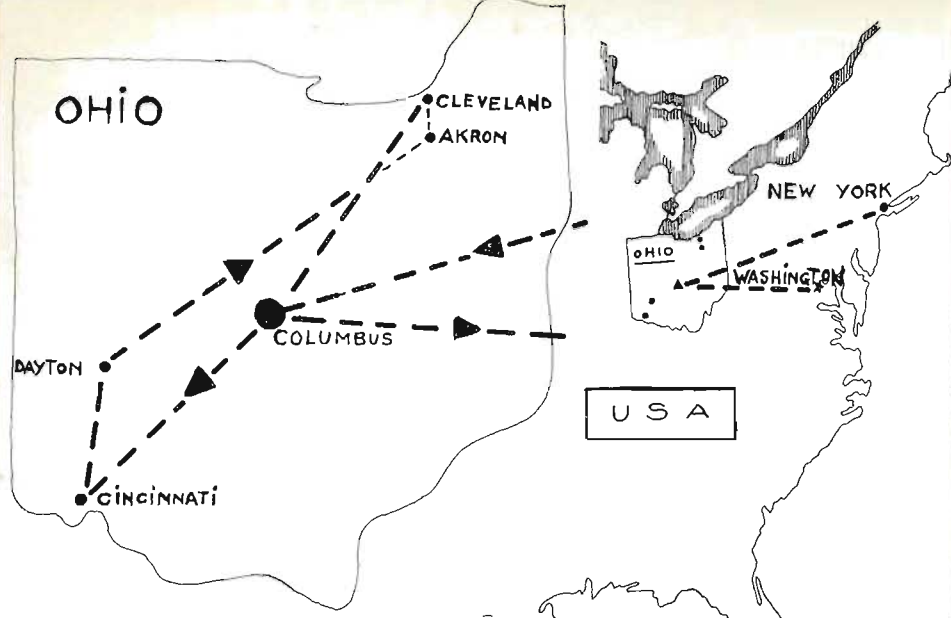 OHiO
CLEVELAND
AKRON
COLUMBUS
DAYTON
CiNCiNNATi
NEW YORK
OHIO
WASHINGTON
USA